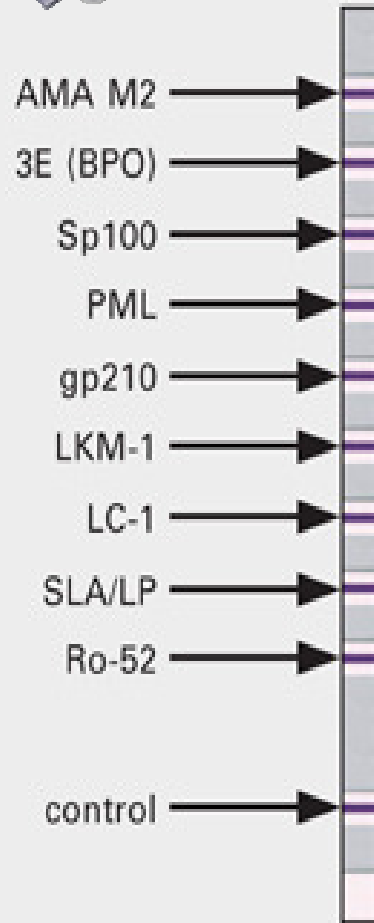 AMA M2
3E (BPO)
Sp100
PML
gp210
LKM-1
LC-1
SLA/LP
Ro-52
control